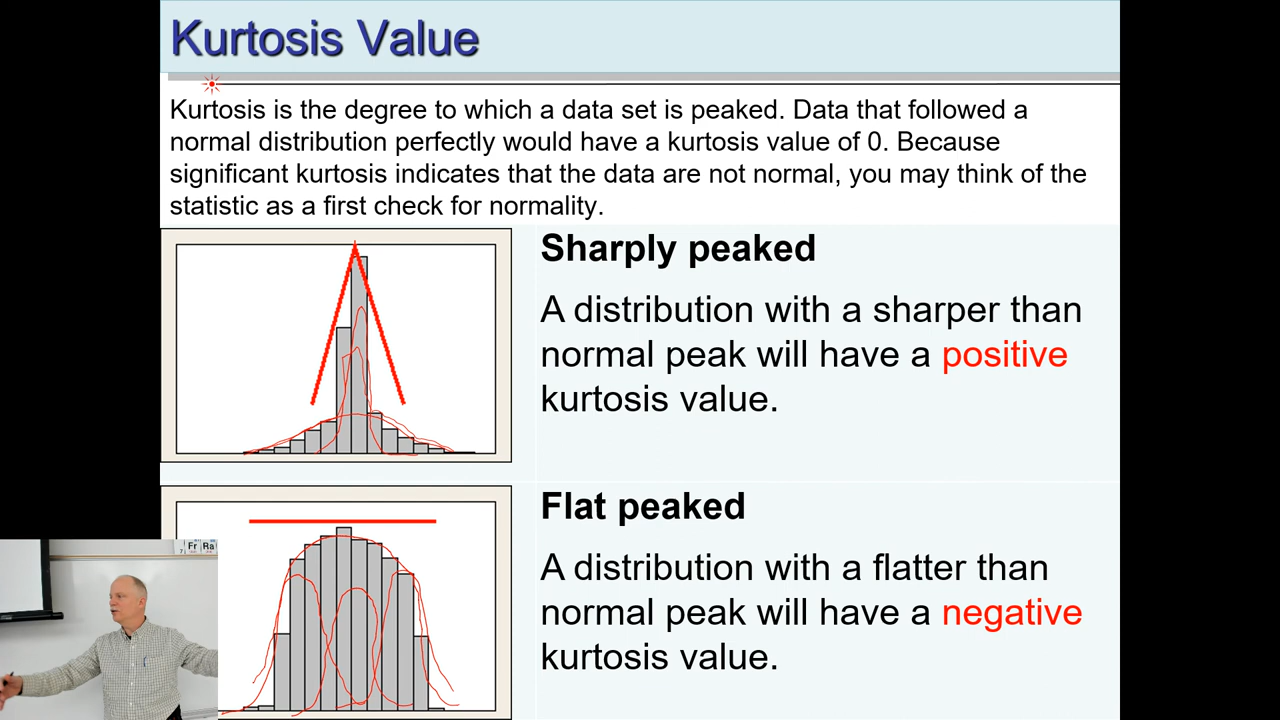 Kurtosis Value
Kurtosis is the degree to which a data set is peaked. Data that followed a
normal distribution perfectly would have a kurtosis value of 0. Because
significant kurtosis indicates that the data are not normal, you may think of the
statistic as a first check for normality.
Sharply peaked
A distribution with a sharper than
normal peak will have a positive
kurtosis value.
Flat peaked
A distribution with a flatter than
normal peak will have a negative
kurtosis value.
Fr Ra